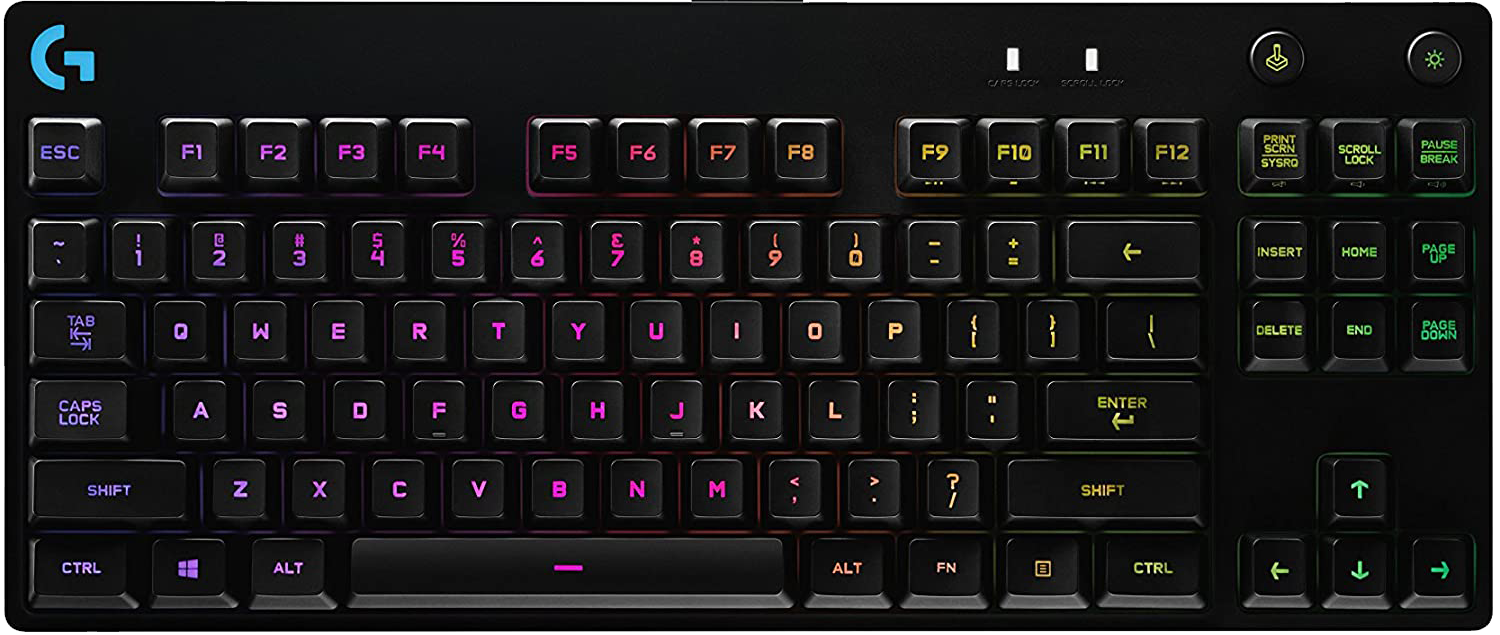 G
CAPS LOCK SCROLL LOCK
ESC F1 F2 F3 F4 F5 F6 F7 F8 F9 F10 F11 F12
PRINT
SCRN
SYSRQ
SCROLL
LOCK
PAUSE
BREAK
~ ! @ # $ % ^ & * ( ) - +
` 1 2 3 4 5 6 7 8 9 0 - = ←
INSERT HOME PAGE
UP
TAB
Q W E R T Y U I O P { } |
[ ] \
DELETE END PAGE
DOWN
CAPS
LOCK
A S D F G H J K L : "
; '
ENTER
SHIFT Z X C V B N M < > ?
, . /
SHIFT
↑
CTRL ALT ALT FN CTRL
← ↓ →